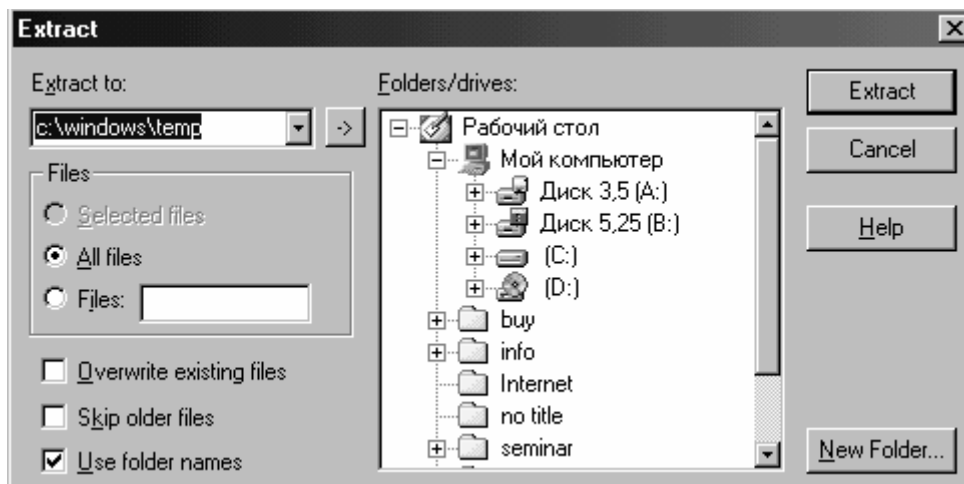 Extract
Extract to:
c:\windows\temp
->
Files
Selected files
All files
Files:
Overwrite existing files
Skip older files
Use folder names
Folders/drives:
Рабочий стол
Мой компьютер
Диск 3,5 (A:)
Диск 5,25 (B:)
(C:)
(D:)
buy
info
Internet
no title
seminar
Extract
Cancel
Help
New Folder...